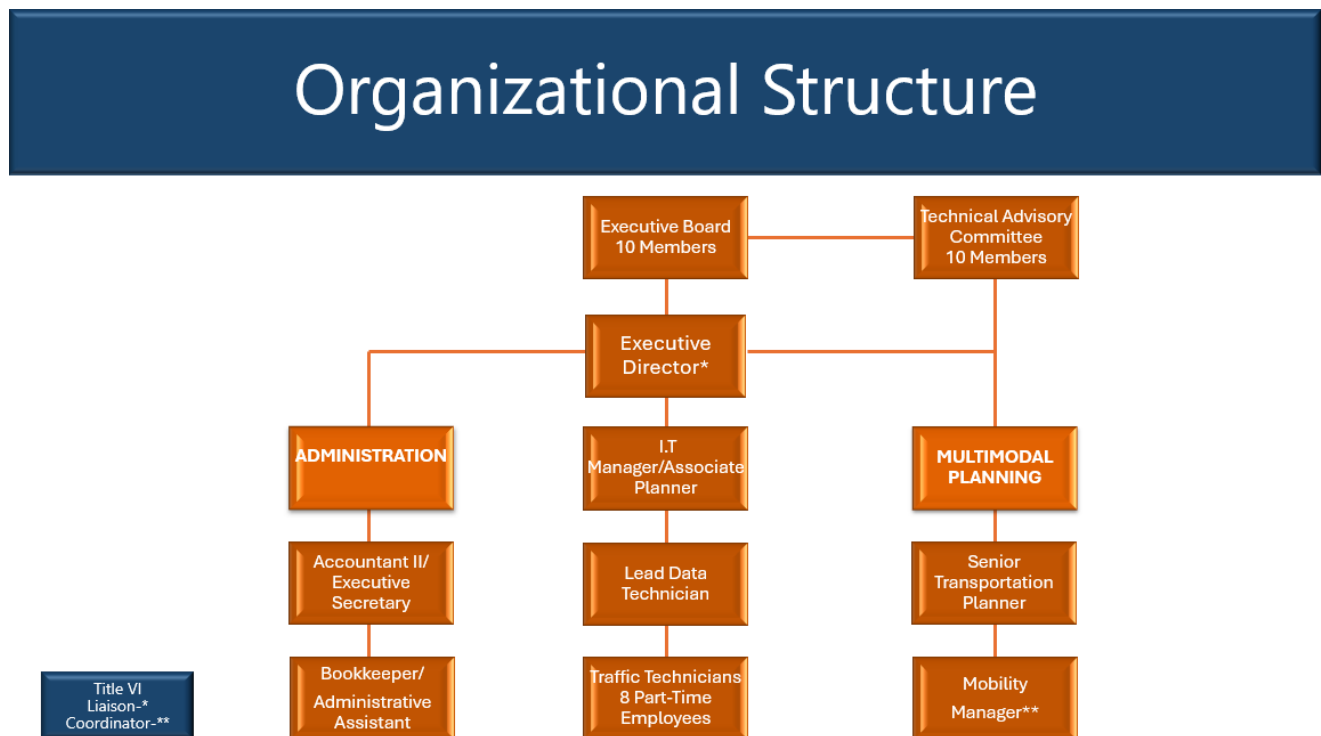 Organizational Structure
Executive Board
10 Members
Technical Advisory
Committee
10 Members
Executive
Director*
ADMINISTRATION
I.T
Manager/Associate
Planner
MULTIMODAL
PLANNING
Accountant II/
Executive
Secretary
Lead Data
Technician
Senior
Transportation
Planner
Title VI
Liaison-*
Coordinator-**
Bookkeeper/
Administrative
Assistant
Traffic Technicians
8 Part-Time
Employees
Mobility
Manager**